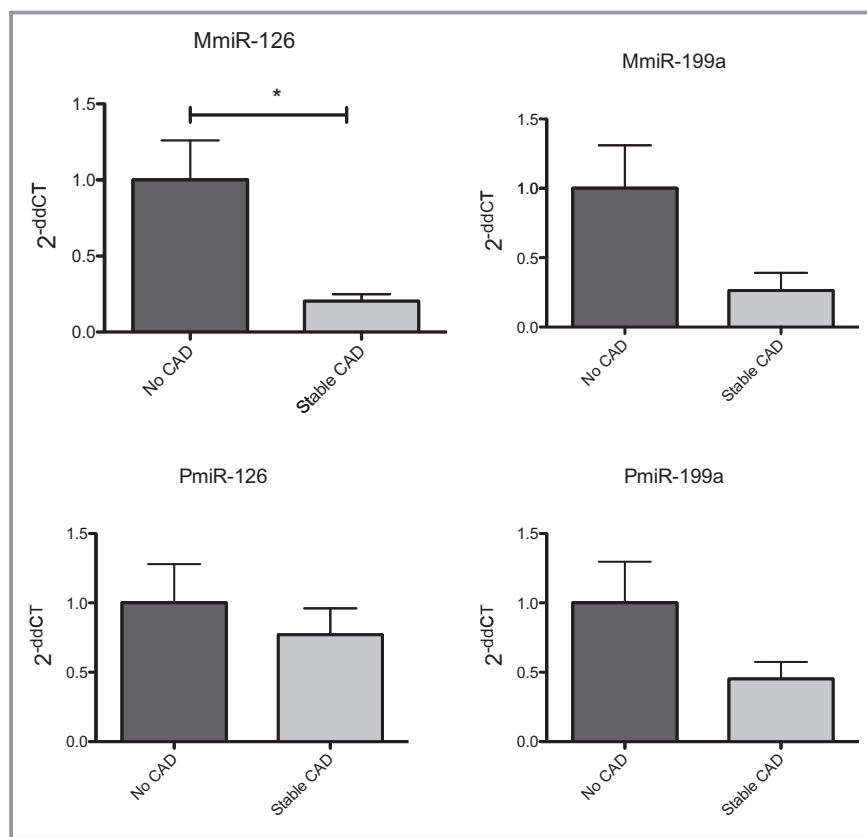 MmiR-126
*
2-ddCT
1.5
1.0
0.5
0.0
No CAD
Stable CAD
MmiR-199a
2-ddCT
1.5
1.0
0.5
0.0
No CAD
Stable CAD
PmiR-126
2-ddCT
1.5
1.0
0.5
0.0
No CAD
Stable CAD
PmiR-199a
2-ddCT
1.5
1.0
0.5
0.0
No CAD
Stable CAD